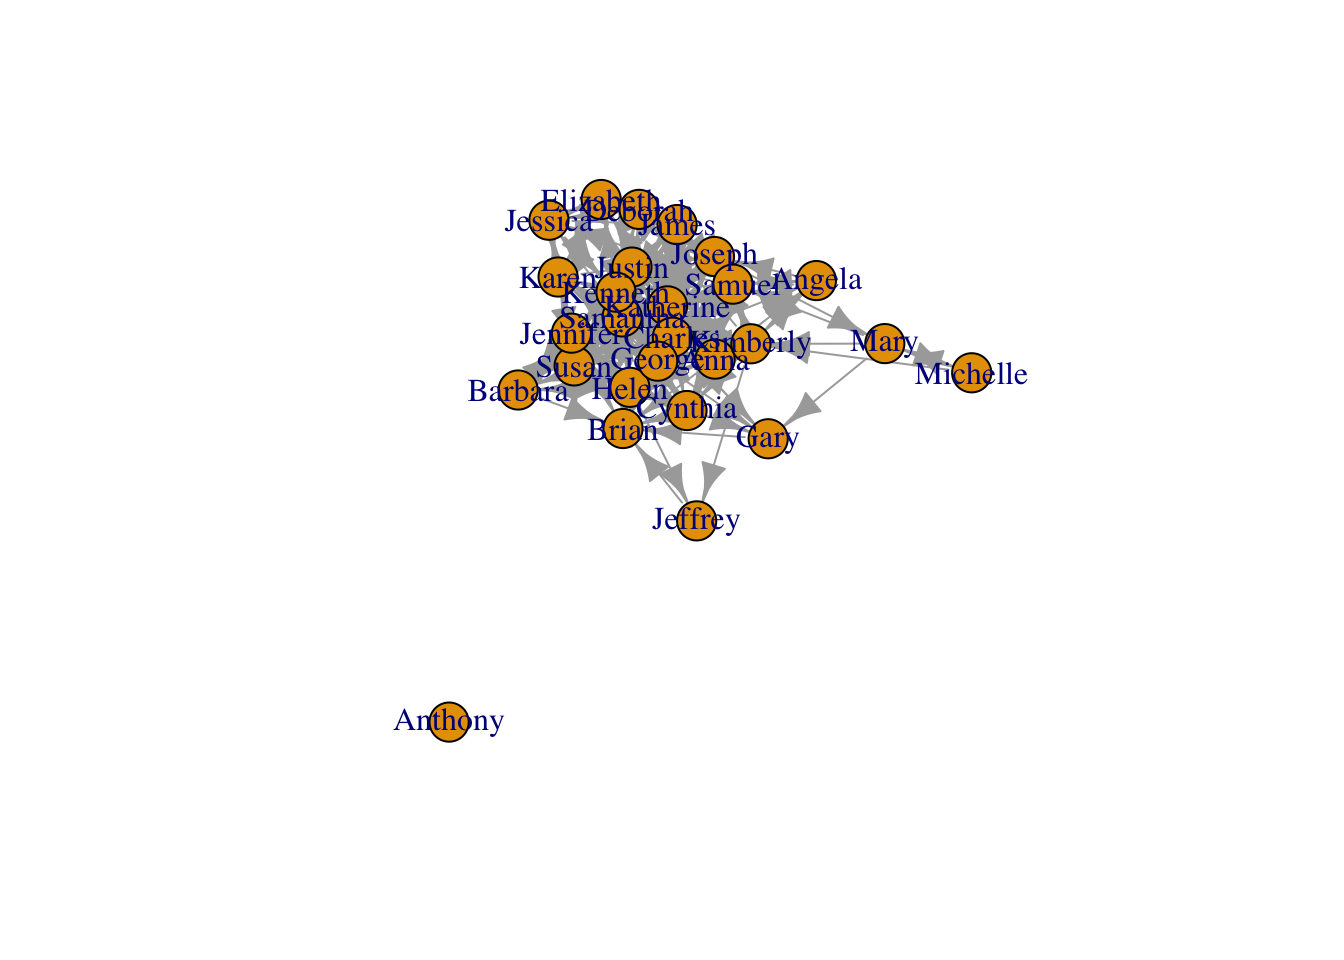 Elizabeth
Deborah
Jessica
James
Joseph
Justin
Karen
Samuel
Angela
Kenneth
Katherine
Samantha
Jennifer
Charles
Kimberly
Mary
George
Susan
Michelle
Helen
Barbara
Cynthia
Brian
Gary
Jeffrey
Anthony